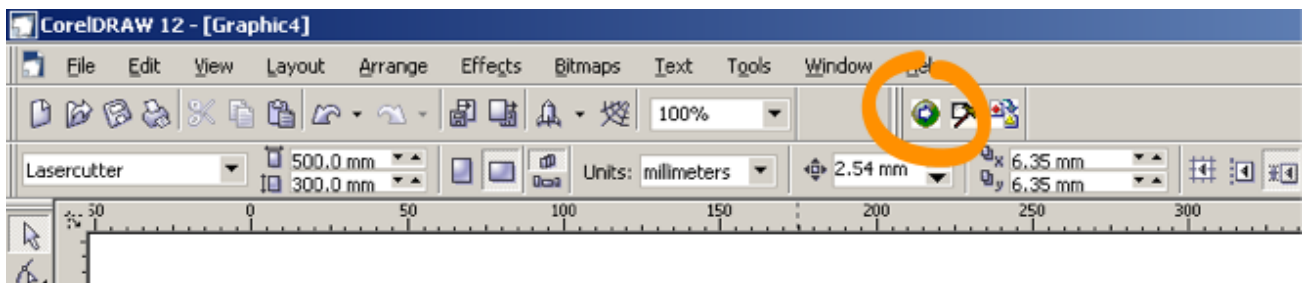 CorelDRAW 12 - [Graphic4]
File Edit View Layout Arrange Effects Bitmaps Text Tools Window Hel
100%
Lasercutter 500.0 mm 300.0 mm Units: millimeters 2.54 mm x 6.35 mm y 6.35 mm
50 0 50 100 150 200 250 300